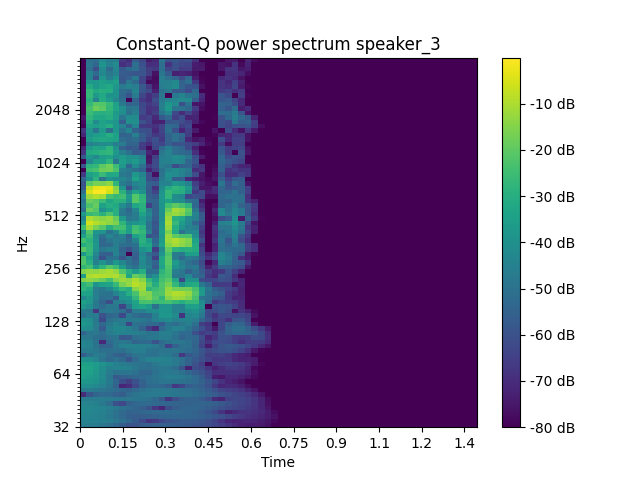 Constant-Q power spectrum speaker_3
Hz
2048
1024
512
256
128
64
32
0 0.15 0.3 0.45 0.6 0.75 0.9 1.1 1.2 1.4
Time
-10 dB
-20 dB
-30 dB
-40 dB
-50 dB
-60 dB
-70 dB
-80 dB